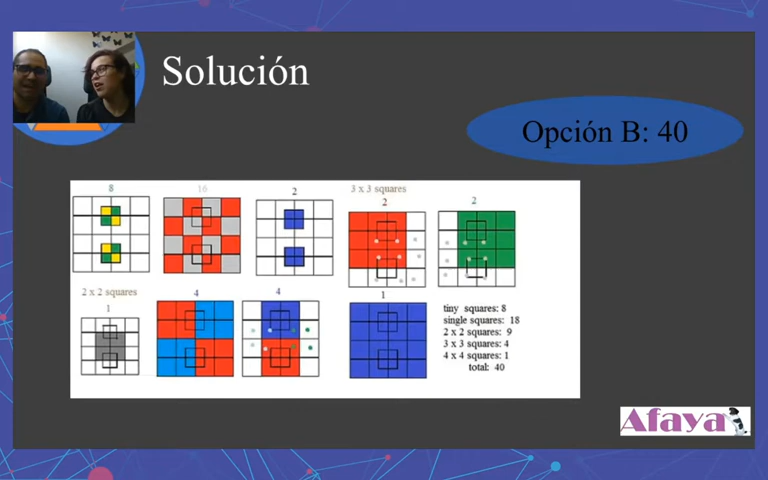 Solución
Opción B: 40
8
16
2
3 x 3 squares
2
2
2 x 2 squares
1
4
4
1
tiny squares: 8
single squares: 18
2 x 2 squares: 9
3 x 3 squares: 4
4 x 4 squares: 1
total: 40
Afaya